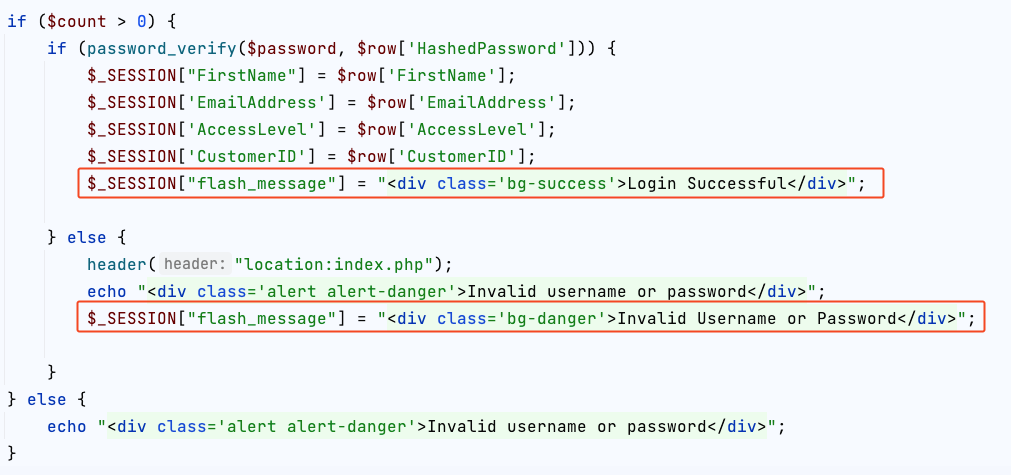 if ($count > 0) {
    if (password_verify($password, $row['HashedPassword'])) {
        $_SESSION["FirstName"] = $row['FirstName'];
        $_SESSION['EmailAddress'] = $row['EmailAddress'];
        $_SESSION['AccessLevel'] = $row['AccessLevel'];
        $_SESSION['CustomerID'] = $row['CustomerID'];
        $_SESSION["flash_message"] = "<div class='bg-success'>Login Successful</div>";
    } else {
        header( header: "location:index.php");
        echo "<div class='alert alert-danger'>Invalid username or password</div>";
        $_SESSION["flash_message"] = "<div class='bg-danger'>Invalid Username or Password</div>";
    }
} else {
    echo "<div class='alert alert-danger'>Invalid username or password</div>";
}